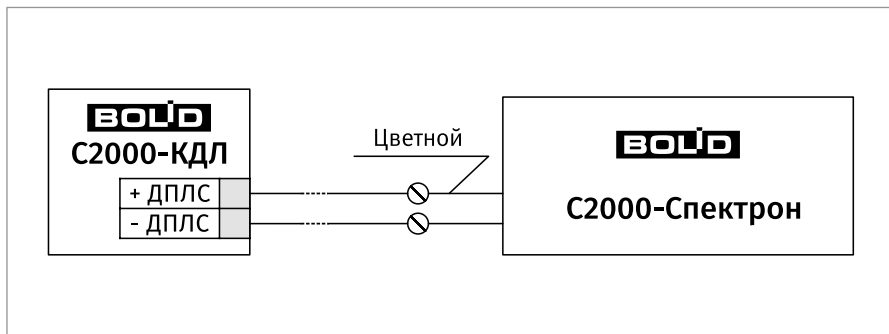 BOLID
С2000-КДЛ
+ ДПЛС
- ДПЛС
Цветной
BOLID
С2000-Спектрон